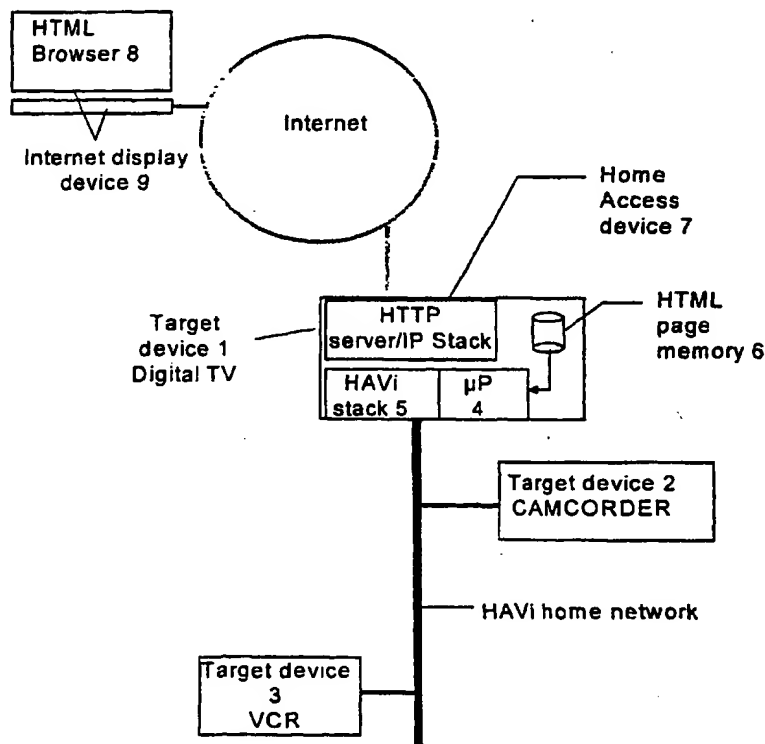 HTML
Browser 8
Internet display
device 9
Internet
Home
Access
device 7
Target
device 1
Digital TV
HTTP
server/IP Stack
HTML
page
memory 6
HAVi
stack 5
µP
4
Target device 2
CAMCORDER
HAVi home network
Target device
3
VCR